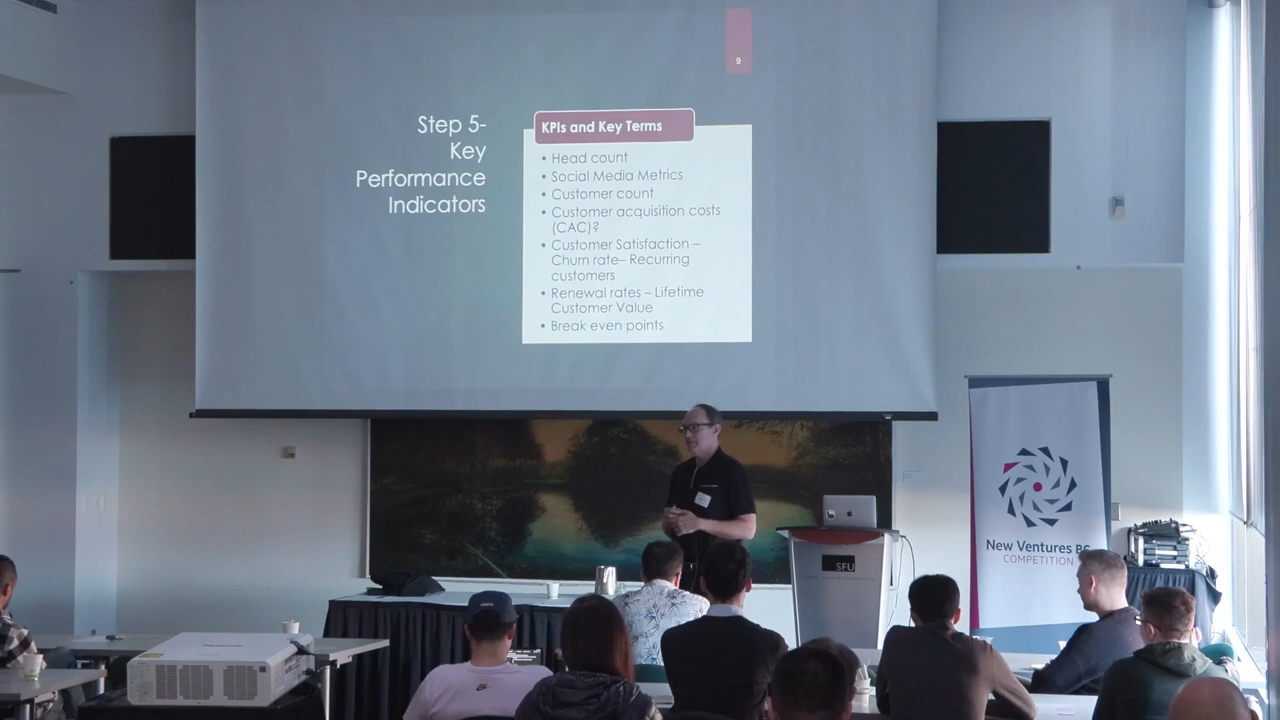 9
Step 5-
Key
Performance
Indicators
KPIs and Key Terms
• Head count
• Social Media Metrics
• Customer count
• Customer acquisition costs
(CAC)?
• Customer Satisfaction –
Churn rate– Recurring
customers
• Renewal rates – Lifetime
Customer Value
• Break even points
SFU
New Ventures BC
COMPETITION